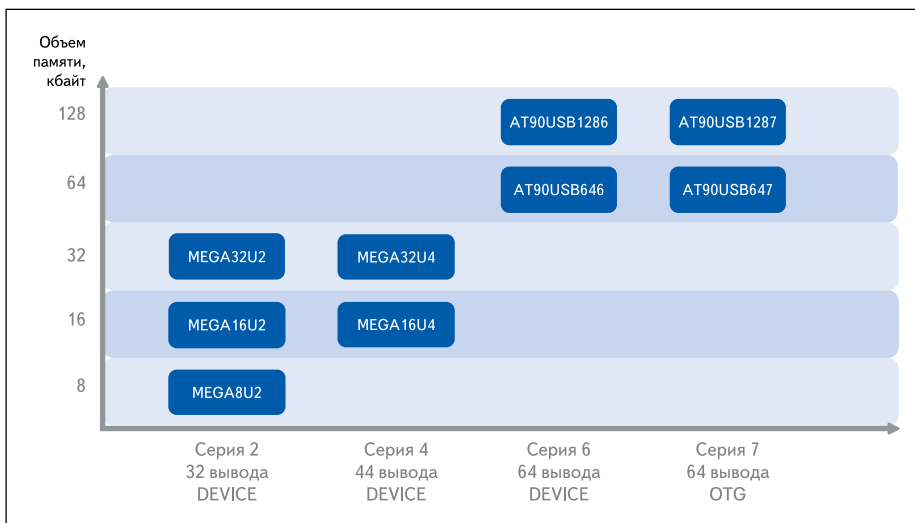 Объем
памяти,
кбайт
128
AT90USB1286
AT90USB1287
64
AT90USB646
AT90USB647
32
MEGA32U2
MEGA32U4
16
MEGA16U2
MEGA16U4
8
MEGA8U2
Серия 2
32 вывода
DEVICE
Серия 4
44 вывода
DEVICE
Серия 6
64 вывода
DEVICE
Серия 7
64 вывода
OTG